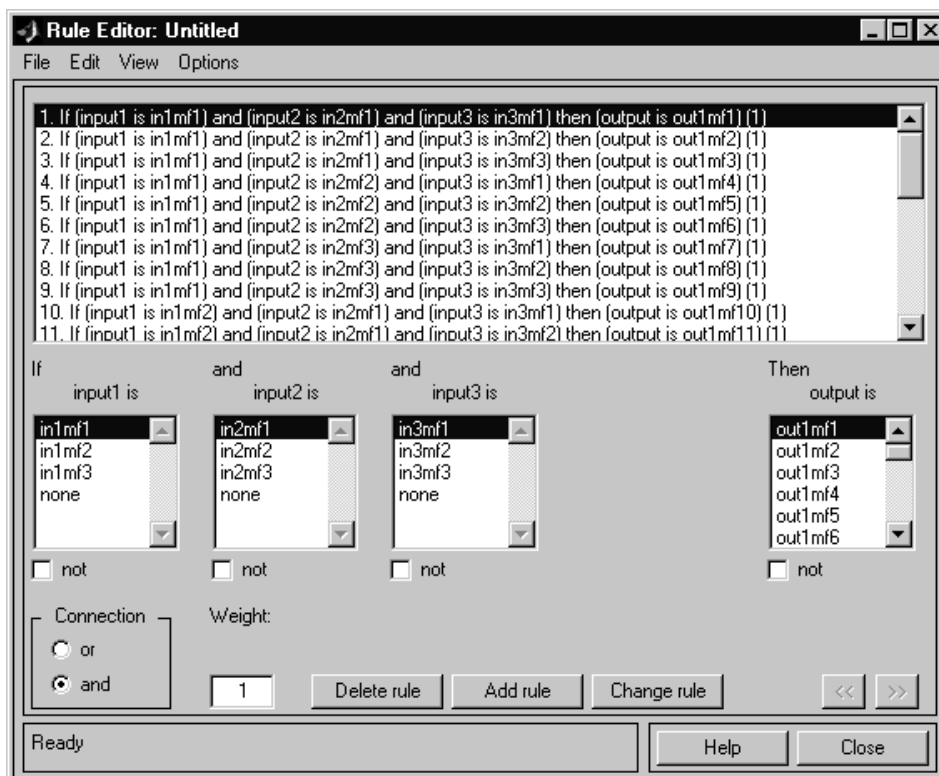 Rule Editor: Untitled
File Edit View Options
1. If (input1 is in1mf1) and (input2 is in2mf1) and (input3 is in3mf1) then (output is out1mf1) (1)
2. If (input1 is in1mf1) and (input2 is in2mf1) and (input3 is in3mf2) then (output is out1mf2) (1)
3. If (input1 is in1mf1) and (input2 is in2mf1) and (input3 is in3mf3) then (output is out1mf3) (1)
4. If (input1 is in1mf1) and (input2 is in2mf2) and (input3 is in3mf1) then (output is out1mf4) (1)
5. If (input1 is in1mf1) and (input2 is in2mf2) and (input3 is in3mf2) then (output is out1mf5) (1)
6. If (input1 is in1mf1) and (input2 is in2mf2) and (input3 is in3mf3) then (output is out1mf6) (1)
7. If (input1 is in1mf1) and (input2 is in2mf3) and (input3 is in3mf1) then (output is out1mf7) (1)
8. If (input1 is in1mf1) and (input2 is in2mf3) and (input3 is in3mf2) then (output is out1mf8) (1)
9. If (input1 is in1mf1) and (input2 is in2mf3) and (input3 is in3mf3) then (output is out1mf9) (1)
10. If (input1 is in1mf2) and (input2 is in2mf1) and (input3 is in3mf1) then (output is out1mf10) (1)
11. If (input1 is in1mf2) and (input2 is in2mf1) and (input3 is in3mf2) then (output is out1mf11) (1)
If and and Then
input1 is input2 is input3 is output is
in1mf1 in2mf1 in3mf1 out1mf1
in1mf2 in2mf2 in3mf2 out1mf2
in1mf3 in2mf3 in3mf3 out1mf3
none none none out1mf4
out1mf5
out1mf6
not not not not
Connection Weight:
or
and 1 Delete rule Add rule Change rule << >>
Ready Help Close